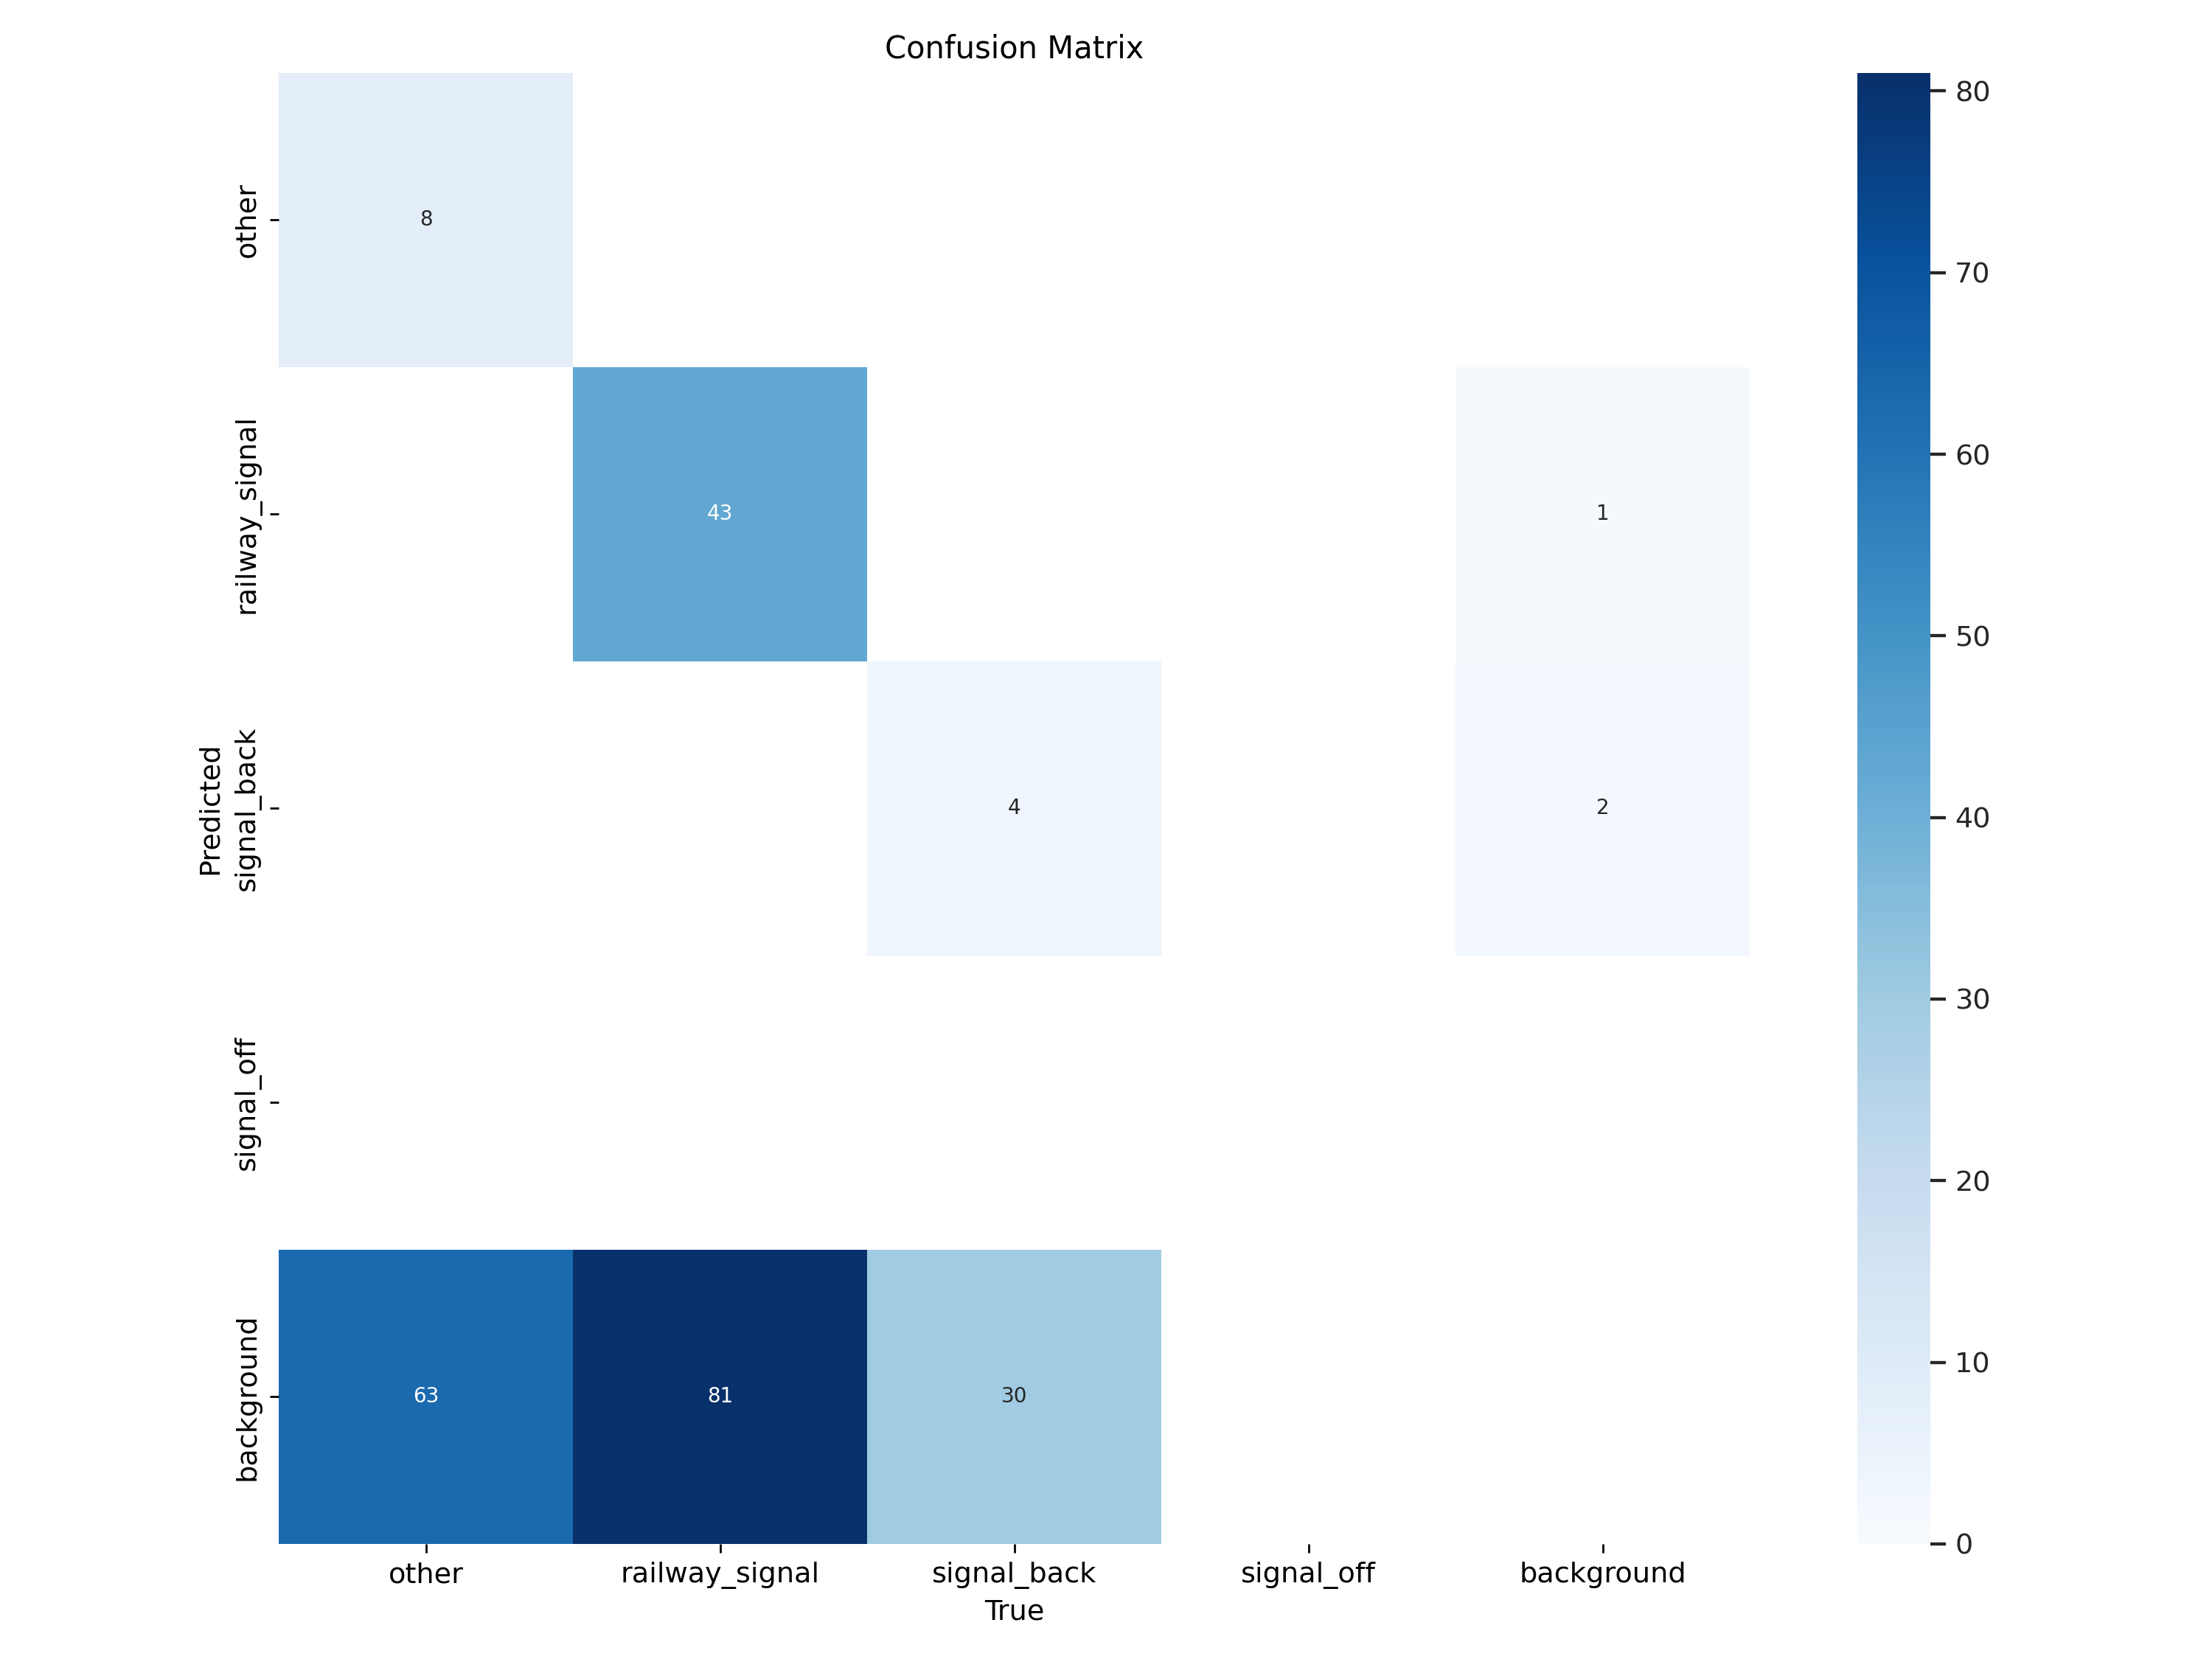 Confusion Matrix
other
8
railway_signal
43
1
Predicted
signal_back
4
2
signal_off
background
63
81
30
other
railway_signal
signal_back
signal_off
background
True
80
70
60
50
40
30
20
10
0